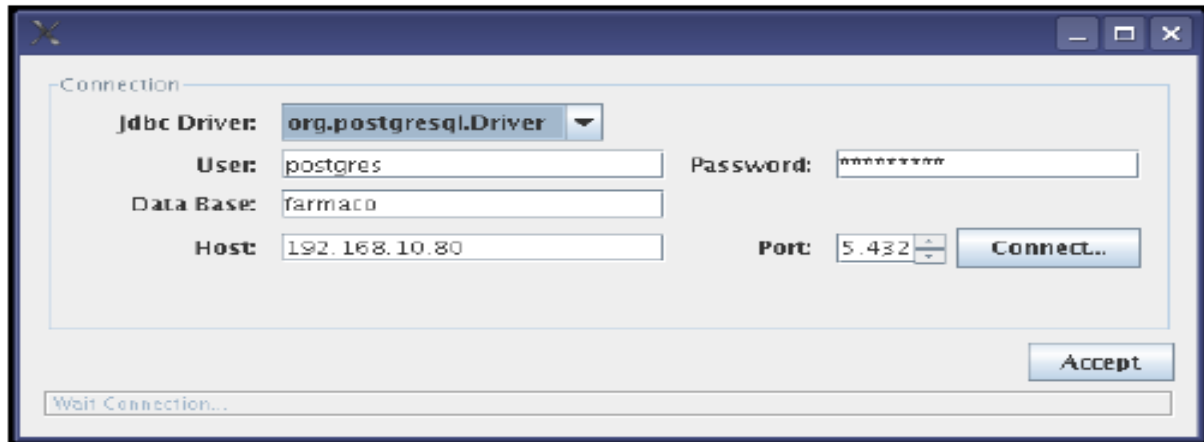 Connection
Jdbc Driver: org.postgresql.Driver
User: postgres Password: *********
Data Base: farmaco
Host: 192.168.10.80 Port: 5.432 Connect...
Accept
Wait Connection...